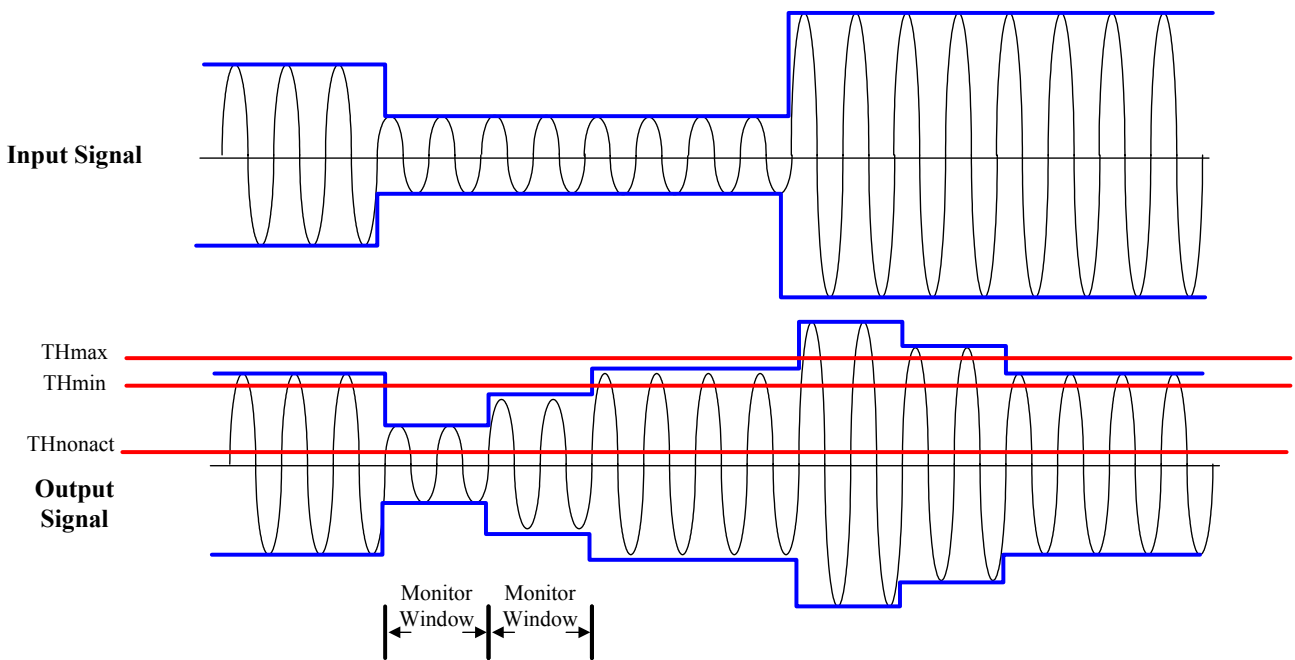 Input Signal
THmax
THmin
THnonact
Output
Signal
Monitor
Window
Monitor
Window